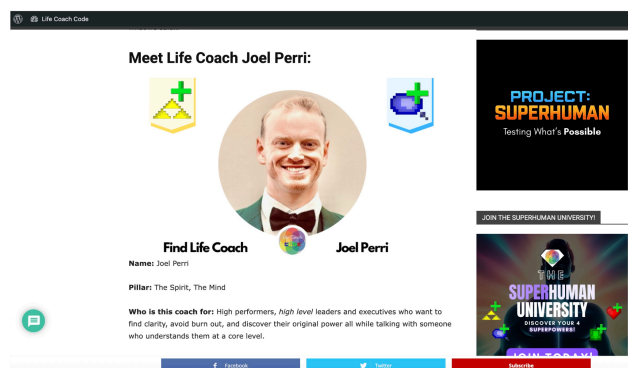 Life Coach Code
Meet Life Coach Joel Perri:
Find Life Coach
Joel Perri
Name: Joel Perri
Pillar: The Spirit, The Mind
Who is this coach for: High performers, high level leaders and executives who want to
find clarity, avoid burn out, and discover their original power all while talking with someone
who understands them at a core level.
PROJECT:
SUPERHUMAN
Testing What's Possible
JOIN THE SUPERHUMAN UNIVERSITY!
THE
SUPERHUMAN
UNIVERSITY
DISCOVER YOUR 4
SUPERPOWERS!
JOIN TODAY!
Facebook
Twitter
Subscribe